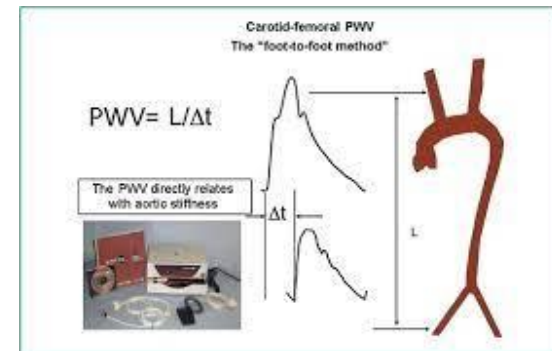 Carotid-femoral PWV
The "foot-to-foot method"
PWV= L/Δt
The PWV directly relates
with aortic stiffness
Δt
L